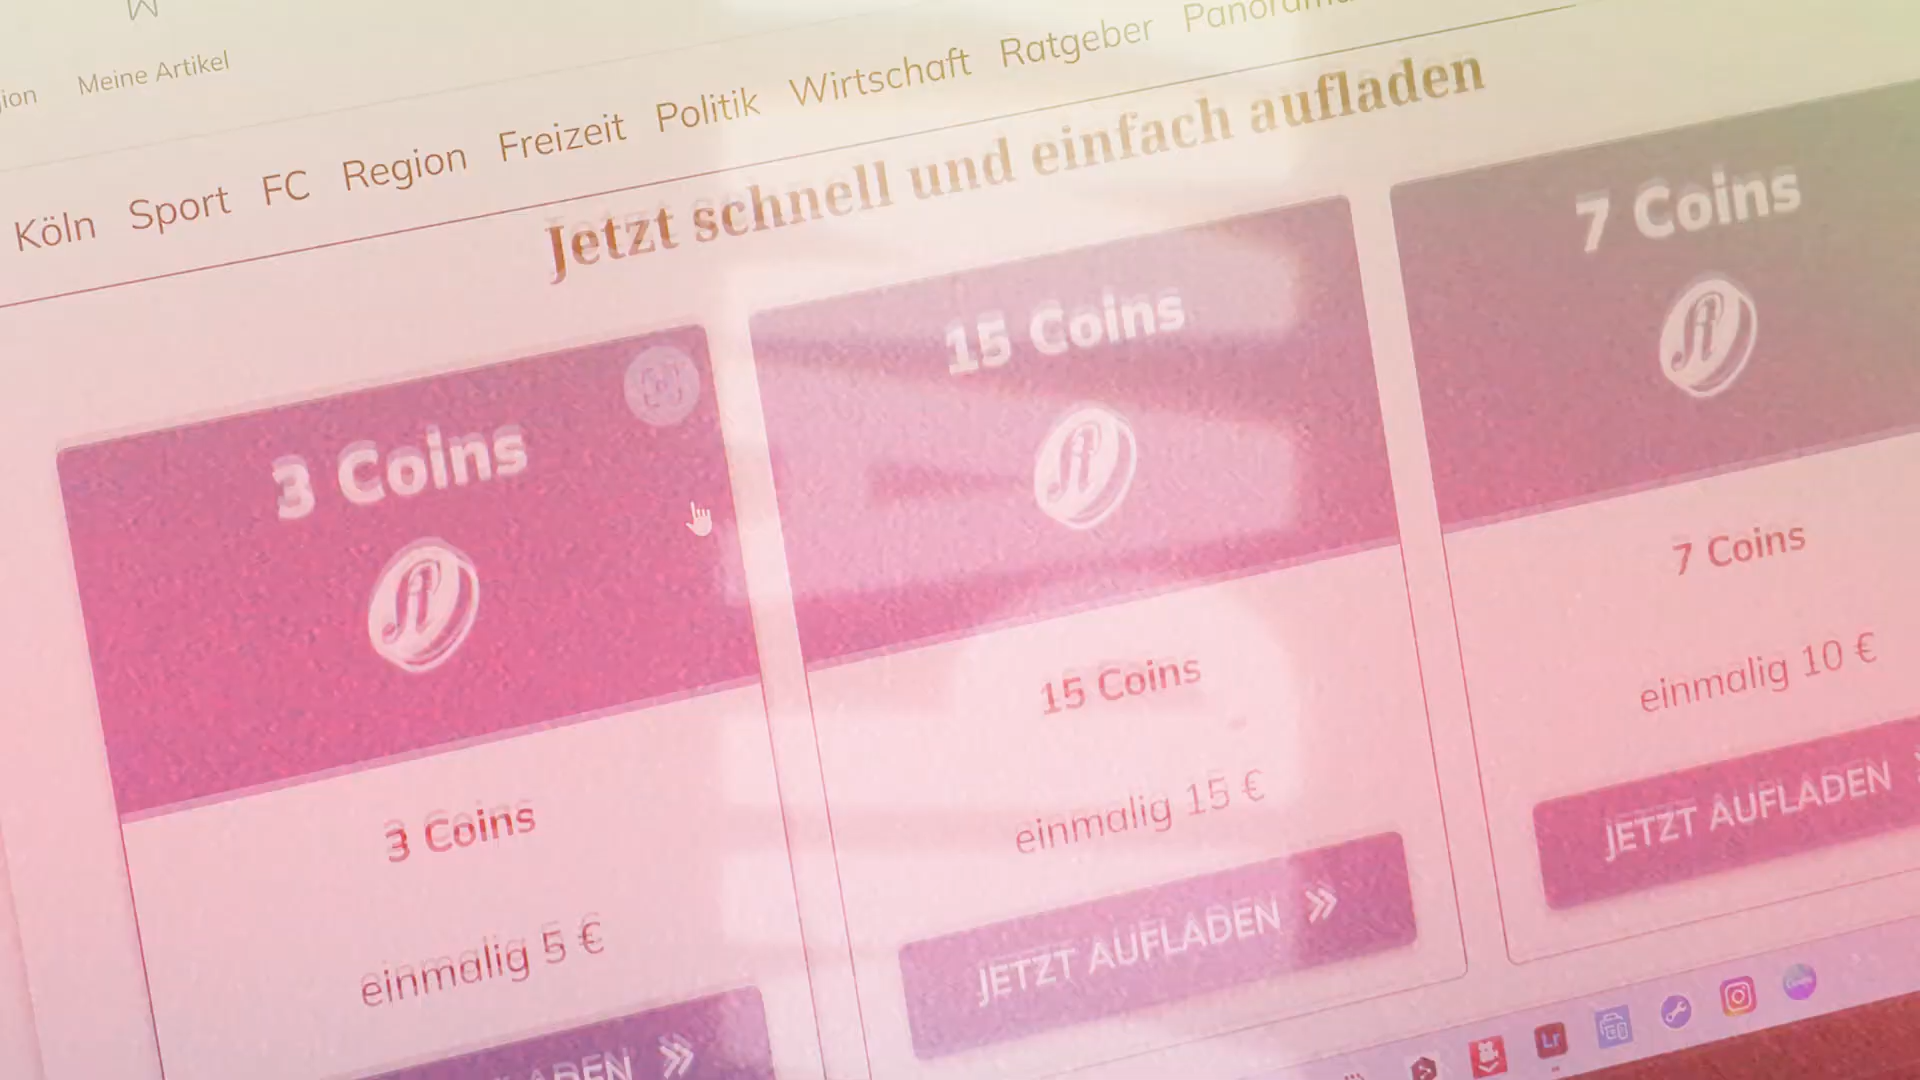 Meine Artikel
Köln Sport FC Region Freizeit Politik Wirtschaft Ratgeber
Jetzt schnell und einfach aufladen
3 Coins
3 Coins
einmalig 5 €
15 Coins
15 Coins
einmalig 15 €
JETZT AUFLADEN »
7 Coins
7 Coins
einmalig 10 €
JETZT AUFLADEN
Lr